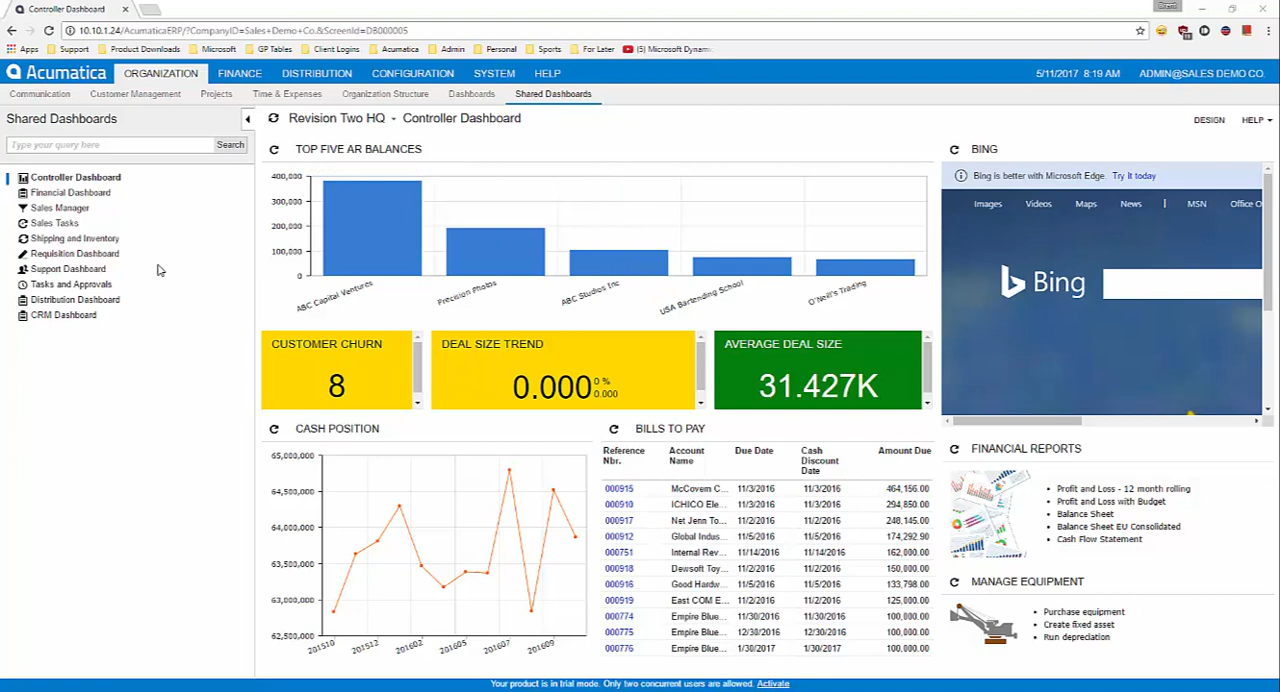 Controller Dashboard
Brent
10.10.1.24/AcumaticaERP/?CompanyID=Sales+Demo+Co.&ScreenId=DB000005
Apps Support Product Downloads Microsoft GP Tables Client Logins Acumatica Admin Personal Sports For Later (5) Microsoft Dynami
Acumatica ORGANIZATION FINANCE DISTRIBUTION CONFIGURATION SYSTEM HELP 5/11/2017 8:19 AM ADMIN@SALES DEMO CO.
Communication Customer Management Projects Time & Expenses Organization Structure Dashboards Shared Dashboards
Shared Dashboards
Type your query here Search
Controller Dashboard
Financial Dashboard
Sales Manager
Sales Tasks
Shipping and Inventory
Requisition Dashboard
Support Dashboard
Tasks and Approvals
Distribution Dashboard
CRM Dashboard
Revision Two HQ - Controller Dashboard DESIGN HELP
TOP FIVE AR BALANCES
400,000
300,000
200,000
100,000
0
ABC Capital Ventures
Precision Photos
ABC Studios Inc
USA Bartending School
O'Neill's Trading
CUSTOMER CHURN
8
DEAL SIZE TREND
0.000 0 %
0.000
AVERAGE DEAL SIZE
31.427K
CASH POSITION
65,000,000
64,500,000
64,000,000
63,500,000
63,000,000
62,500,000
201510 201512 201602 201605 201607 201609
BILLS TO PAY
Reference Nbr. Account Name Due Date Cash Discount Date Amount Due
000915 McCovern C... 11/3/2016 11/3/2016 464,156.00
000910 ICHICO Ele... 11/3/2016 11/3/2016 294,850.00
000917 Net Jenn To... 11/2/2016 11/2/2016 248,145.00
000912 Global Indus... 11/5/2016 11/5/2016 174,292.90
000751 Internal Rev... 11/14/2016 11/14/2016 162,000.00
000918 Dewsoft Toy... 11/2/2016 11/2/2016 150,000.00
000916 Good Hardw... 11/5/2016 11/5/2016 133,798.00
000919 East COM E... 11/2/2016 11/2/2016 125,000.00
000774 Empire Blue... 11/30/2016 11/30/2016 100,000.00
000775 Empire Blue... 12/30/2016 12/30/2016 100,000.00
000776 Empire Blue... 1/30/2017 1/30/2017 100,000.00
BING
Bing is better with Microsoft Edge. Try it today
Images Videos Maps News | MSN Office O
Bing
FINANCIAL REPORTS
Profit and Loss - 12 month rolling
Profit and Loss with Budget
Balance Sheet
Balance Sheet EU Consolidated
Cash Flow Statement
MANAGE EQUIPMENT
Purchase equipment
Create fixed asset
Run depreciation
Your product is in trial mode. Only two concurrent users are allowed. Activate